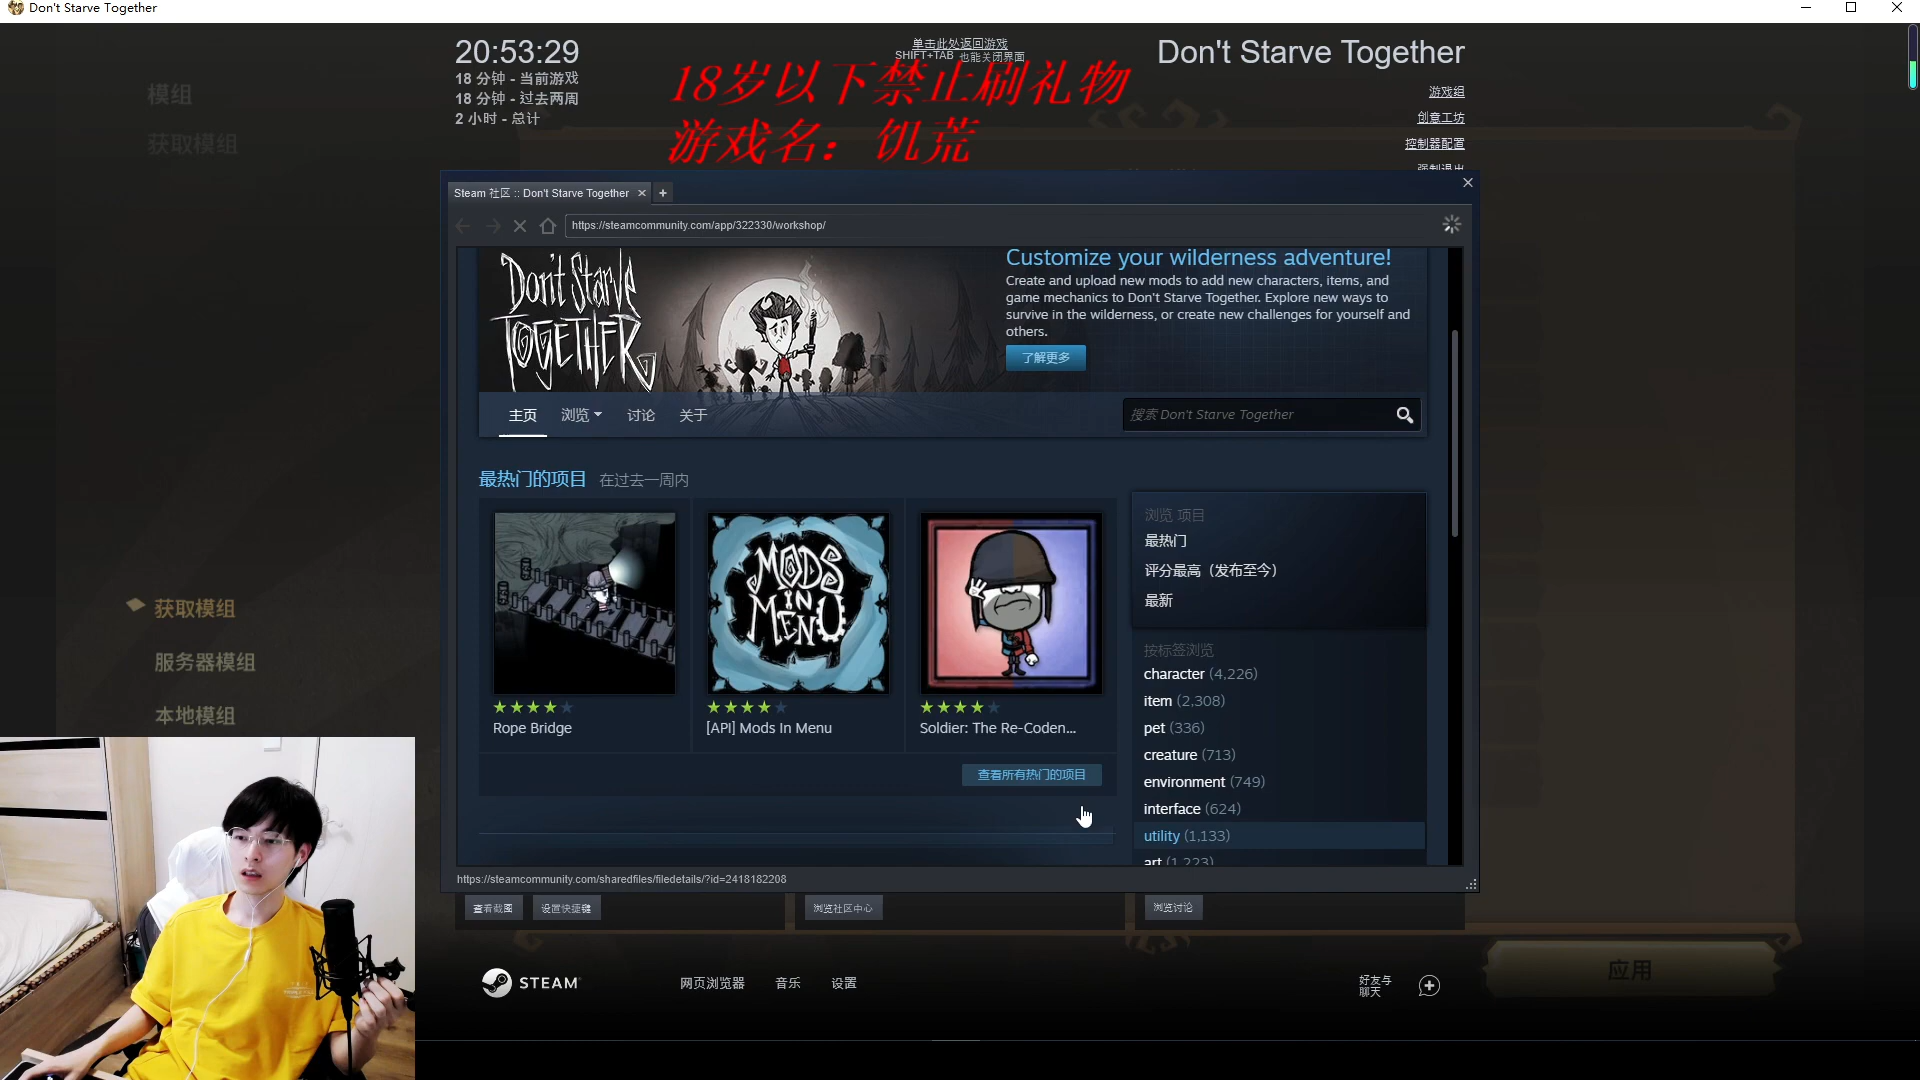 Don't Starve Together
模组
获取模组
20:53:29
18 分钟 - 当前游戏
18 分钟 - 过去两周
2 小时 - 总计
单击此处返回游戏
SHIFT+TAB 也能关闭界面
Don't Starve Together
游戏组
创意工坊
控制器配置
强制退出
18岁以下禁止刷礼物
游戏名：饥荒
Steam 社区 :: Don't Starve Together
https://steamcommunity.com/app/322330/workshop/
Don't Starve
TOGETHER
Customize your wilderness adventure!
Create and upload new mods to add new characters, items, and
game mechanics to Don't Starve Together. Explore new ways to
survive in the wilderness, or create new challenges for yourself and
others.
了解更多
主页 浏览 讨论 关于
搜索 Don't Starve Together
最热门的项目 在过去一周内
MODS
IN
MENU
Rope Bridge
[API] Mods In Menu
Soldier: The Re-Coden...
查看所有热门的项目
浏览 项目
最热门
评分最高（发布至今）
最新
按标签浏览
character (4,226)
item (2,308)
pet (336)
creature (713)
environment (749)
interface (624)
utility (1,133)
art (1,223)
https://steamcommunity.com/sharedfiles/filedetails/?id=2418182208
获取模组
服务器模组
本地模组
查看截图 设置快捷键 浏览社区中心 浏览讨论
STEAM
网页浏览器 音乐 设置
好友与
聊天
应用